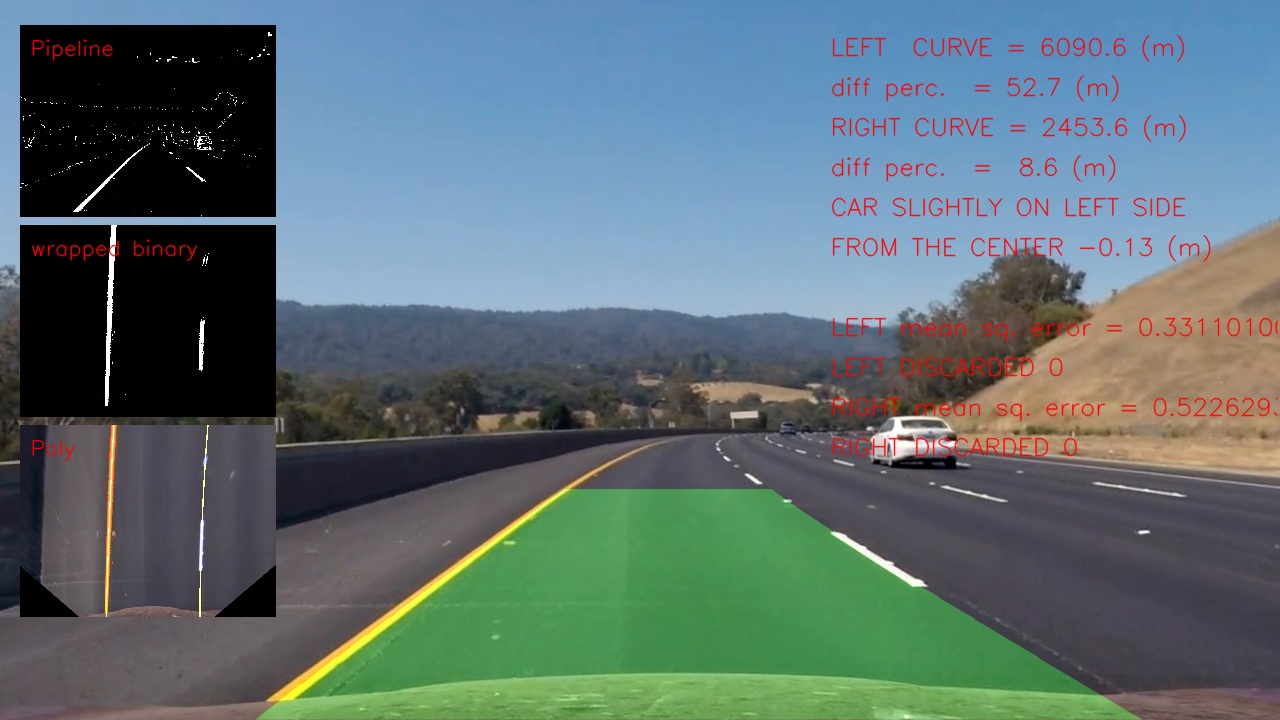 Pipeline
wrapped binary
Poly
LEFT CURVE = 6090.6 (m)
diff perc. = 52.7 (m)
RIGHT CURVE = 2453.6 (m)
diff perc. = 8.6 (m)
CAR SLIGHTLY ON LEFT SIDE
FROM THE CENTER -0.13 (m)
LEFT mean sq. error = 0.3311010
LEFT DISCARDED 0
RIGHT mean sq. error = 0.522629
RIGHT DISCARDED 0